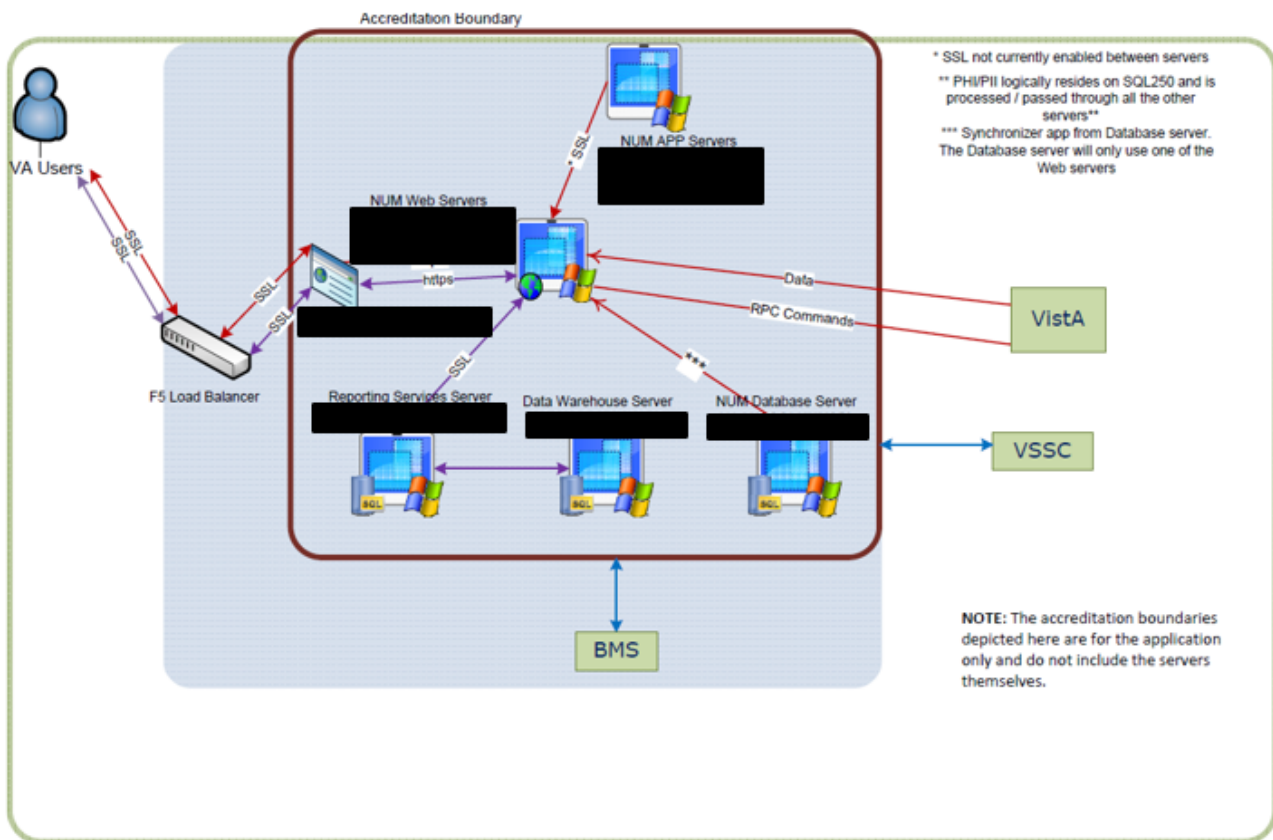 Accreditation Boundary
* SSL not currently enabled between servers
** PHI/PII logically resides on SQL250 and is
processed / passed through all the other
servers**
*** Synchronizer app from Database server.
The Database server will only use one of the
Web servers
VA Users
NUM APP Servers
* SSL
NUM Web Servers
SSL
SSL
SSL
SSL
https
Data
RPC Commands
VistA
F5 Load Balancer
SSL
***
Reporting Services Server
Data Warehouse Server
NUM Database Server
VSSC
SQL
SQL
SQL
BMS
NOTE: The accreditation boundaries
depicted here are for the application
only and do not include the servers
themselves.